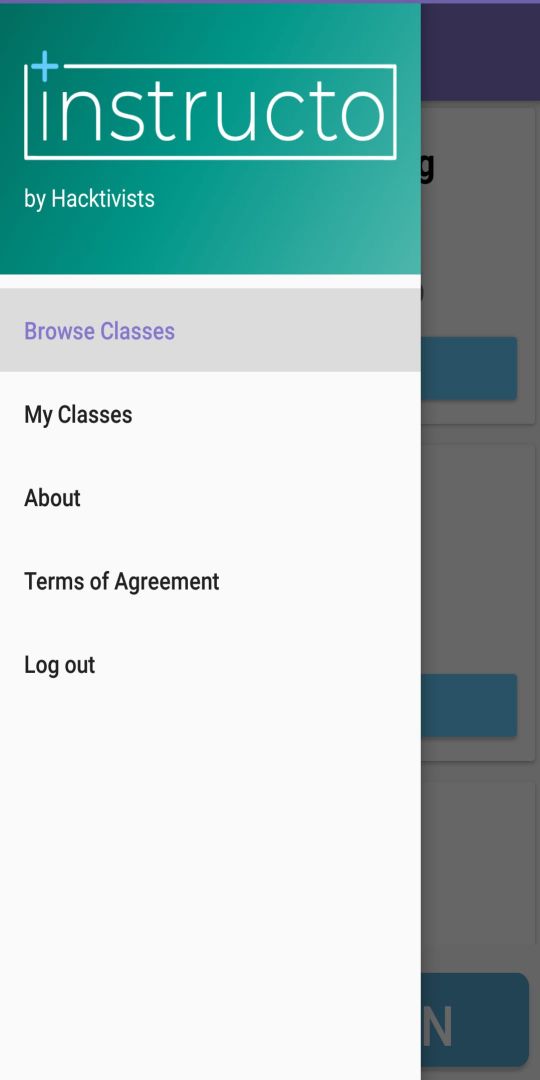 instructo
by Hacktivists
Browse Classes
My Classes
About
Terms of Agreement
Log out
g
)
N